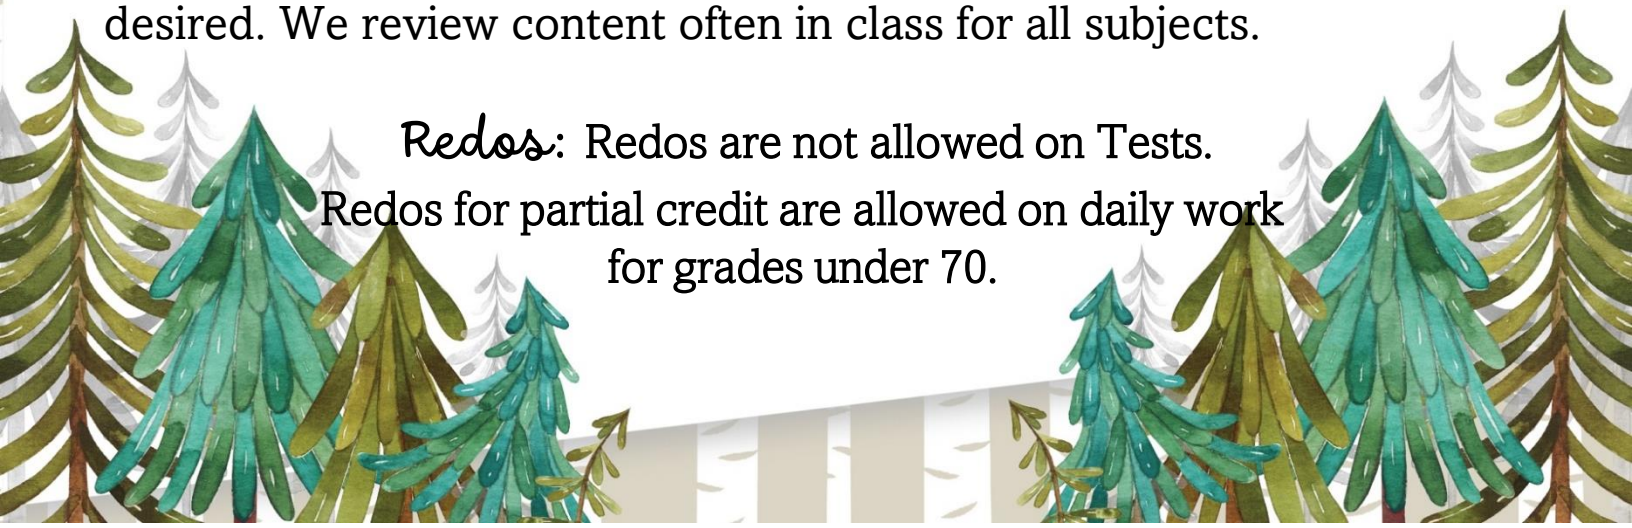 desired. We review content often in class for all subjects.
Redos: Redos are not allowed on Tests.
Redos for partial credit are allowed on daily work
for grades under 70.